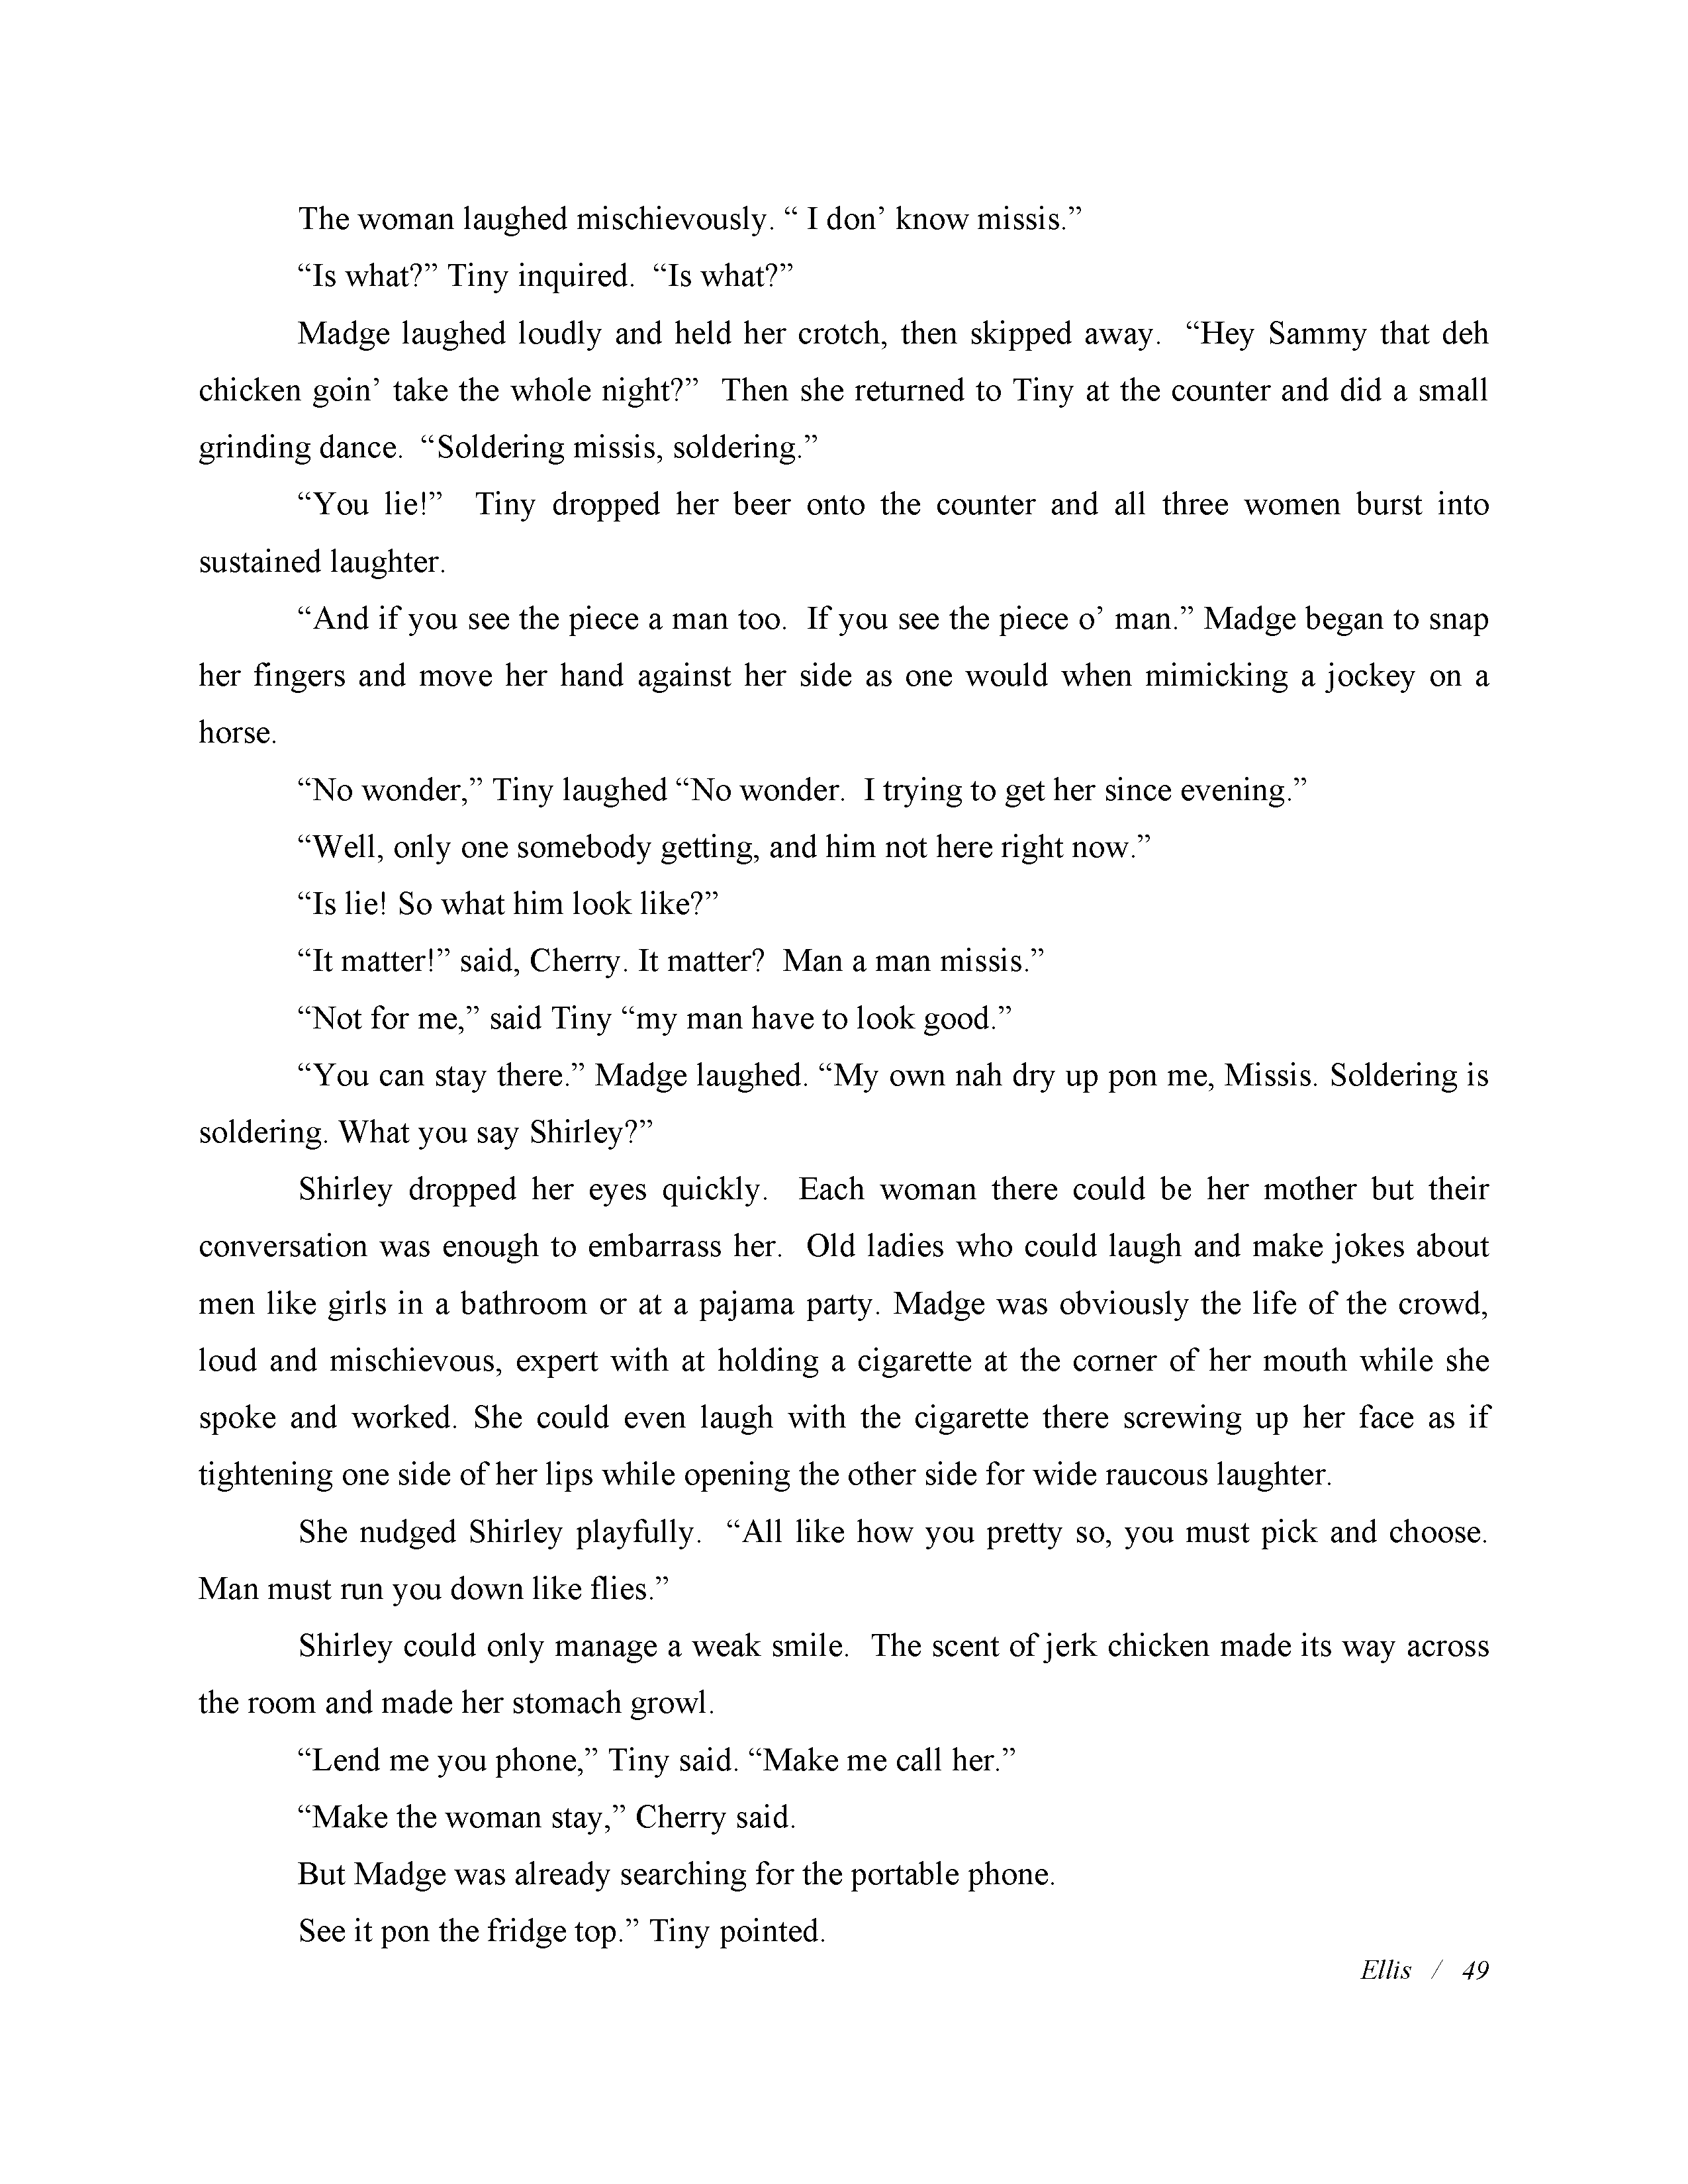 The woman laughed mischievously. “ I don’ know missis.”
“Is what?” Tiny inquired.  “Is what?”
Madge laughed loudly and held her crotch, then skipped away.  “Hey Sammy that deh
chicken goin’ take the whole night?”  Then she returned to Tiny at the counter and did a small
grinding dance.  “Soldering missis, soldering.”
“You lie!”  Tiny dropped her beer onto the counter and all three women burst into
sustained laughter.
“And if you see the piece a man too.  If you see the piece o’ man.” Madge began to snap
her fingers and move her hand against her side as one would when mimicking a jockey on a
horse.
“No wonder,” Tiny laughed “No wonder.  I trying to get her since evening.”
“Well, only one somebody getting, and him not here right now.”
“Is lie! So what him look like?”
“It matter!” said, Cherry. It matter?  Man a man missis.”
“Not for me,” said Tiny “my man have to look good.”
“You can stay there.” Madge laughed. “My own nah dry up pon me, Missis. Soldering is
soldering. What you say Shirley?”
Shirley dropped her eyes quickly.  Each woman there could be her mother but their
conversation was enough to embarrass her.  Old ladies who could laugh and make jokes about
men like girls in a bathroom or at a pajama party. Madge was obviously the life of the crowd,
loud and mischievous, expert with at holding a cigarette at the corner of her mouth while she
spoke and worked. She could even laugh with the cigarette there screwing up her face as if
tightening one side of her lips while opening the other side for wide raucous laughter.
She nudged Shirley playfully.  “All like how you pretty so, you must pick and choose.
Man must run you down like flies.”
Shirley could only manage a weak smile.  The scent of jerk chicken made its way across
the room and made her stomach growl.
“Lend me you phone,” Tiny said. “Make me call her.”
“Make the woman stay,” Cherry said.
But Madge was already searching for the portable phone.
See it pon the fridge top.” Tiny pointed.
Ellis / 49